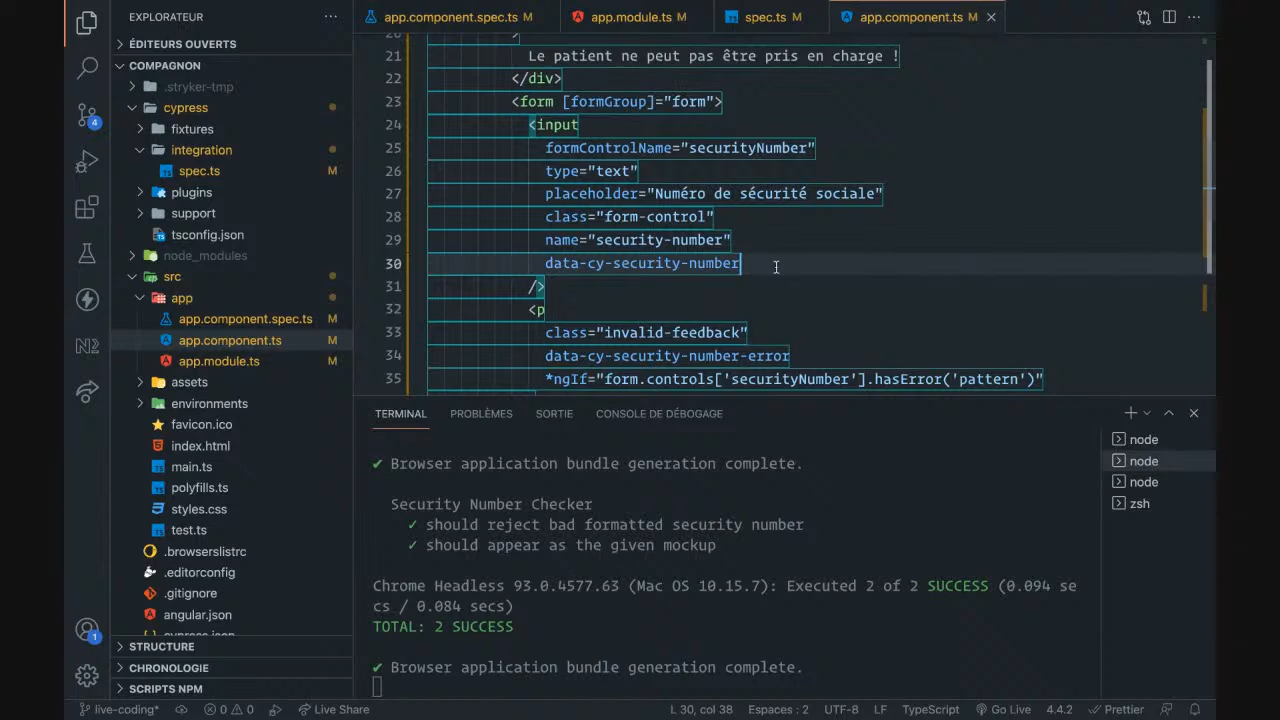 EXPLORATEUR
ÉDITEURS OUVERTS
COMPAGNON
.stryker-tmp
cypress
fixtures
integration
spec.ts M
plugins
support
tsconfig.json
node_modules
src
app
app.component.spec.ts M
app.component.ts M
app.module.ts M
assets
environments
favicon.ico
index.html
main.ts
polyfills.ts
styles.css
test.ts
.browserslistrc
.editorconfig
.gitignore
angular.json
cypress.json
STRUCTURE
CHRONOLOGIE
SCRIPTS NPM
4
1
app.component.spec.ts M
app.module.ts M
spec.ts M
app.component.ts M
20 >
21 Le patient ne peut pas être pris en charge !
22 </div>
23 <form [formGroup]="form">
24 <input
25 formControlName="securityNumber"
26 type="text"
27 placeholder="Numéro de sécurité sociale"
28 class="form-control"
29 name="security-number"
30 data-cy-security-number
31 />
32 <p
33 class="invalid-feedback"
34 data-cy-security-number-error
35 *ngIf="form.controls['securityNumber'].hasError('pattern')"
TERMINAL PROBLÈMES SORTIE CONSOLE DE DÉBOGAGE
✔ Browser application bundle generation complete.
Security Number Checker
✓ should reject bad formatted security number
✓ should appear as the given mockup
Chrome Headless 93.0.4577.63 (Mac OS 10.15.7): Executed 2 of 2 SUCCESS (0.094 se
cs / 0.084 secs)
TOTAL: 2 SUCCESS
✔ Browser application bundle generation complete.
node
node
node
zsh
live-coding* 0 0 Live Share L 30, col 38 Espaces : 2 UTF-8 LF TypeScript Go Live 4.4.2 Prettier